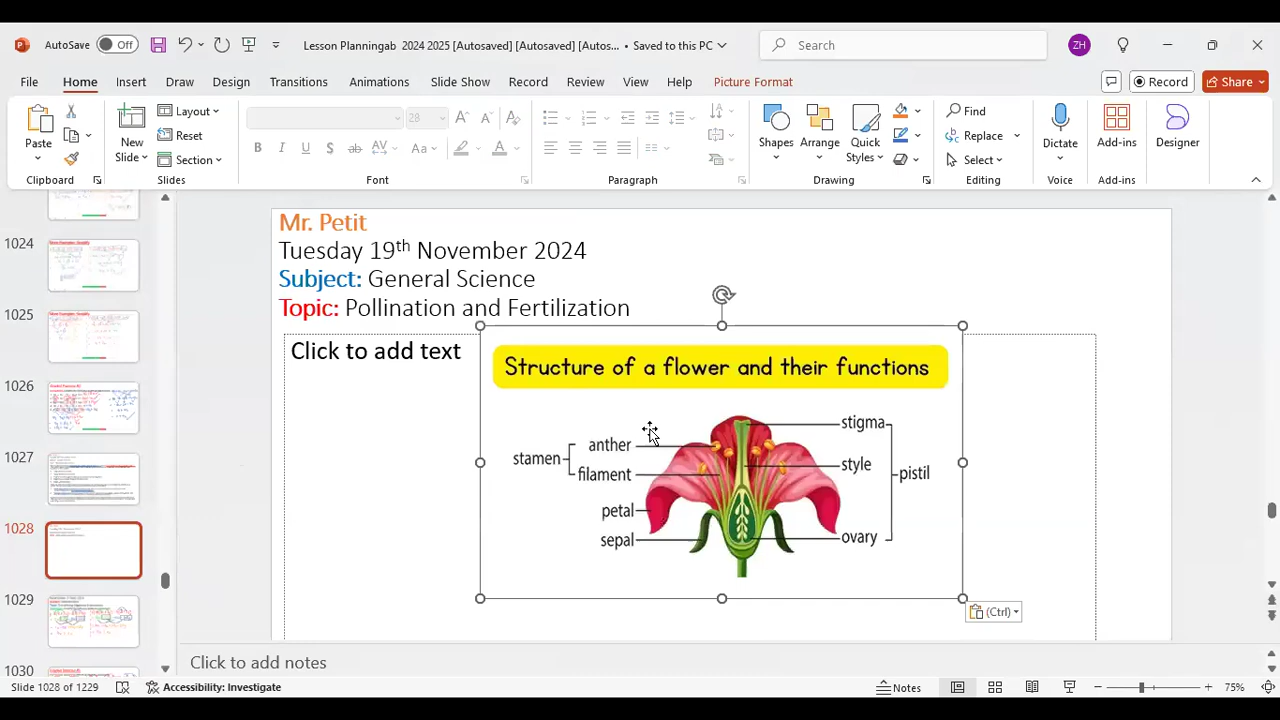 AutoSave Off Lesson Planningab 2024 2025 [Autosaved] [Autosaved] [Autos... • Saved to this PC Search ZH
File Home Insert Draw Design Transitions Animations Slide Show Record Review View Help Picture Format Record Share
Paste New Slide Layout Reset Section 28 Shapes Arrange Quick Styles Find Replace Select Dictate Add-ins Designer
Clipboard Slides Font Paragraph Drawing Editing Voice Add-ins
1024
1025
1026
1027
1028
1029
1030
Mr. Petit
Tuesday 19th November 2024
Subject: General Science
Topic: Pollination and Fertilization
Click to add text
Structure of a flower and their functions
stigma
anther
stamen
style
filament
pistil
petal
sepal
ovary
(Ctrl)
Click to add notes
Slide 1028 of 1229 Accessibility: Investigate Notes 75%